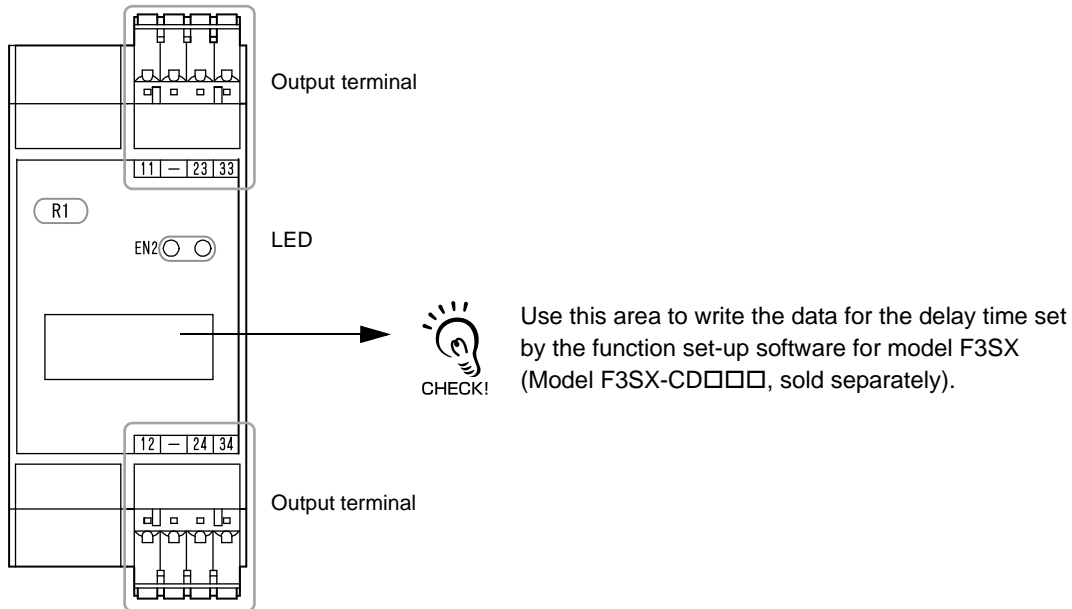 Output terminal
11 — 23 33
R1
EN2
LED
Use this area to write the data for the delay time set
by the function set-up software for model F3SX
(Model F3SX-CD□□□, sold separately).
CHECK!
12 — 24 34
Output terminal